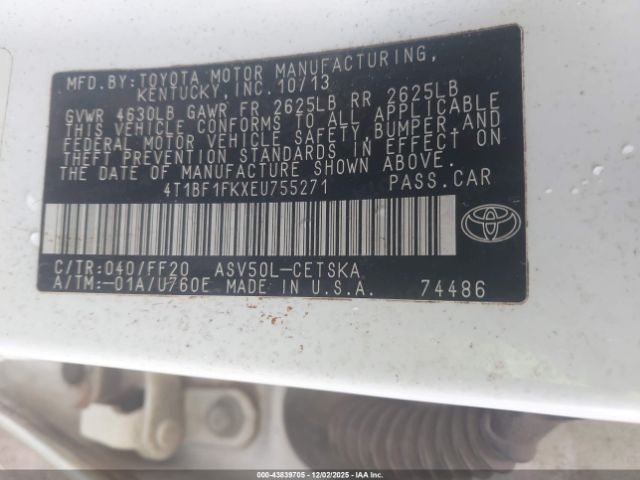 MFD.BY: TOYOTA MOTOR MANUFACTURING,
KENTUCKY, INC. 10/13
GVWR 4630LB GAWR FR 2625LB RR 2625LB
THIS VEHICLE CONFORMS TO ALL APPLICABLE
FEDERAL MOTOR VEHICLE SAFETY, BUMPER, AND
THEFT PREVENTION STANDARDS IN EFFECT ON
THE DATE OF MANUFACTURE SHOWN ABOVE.
4T1BF1FKXEU755271 PASS.CAR
C/TR:040/FF20 ASV50L-CETSKA
A/TM:-01A/U760E MADE IN U.S.A. 74486
000-43839705 12/02/2025 - IAAI.COM